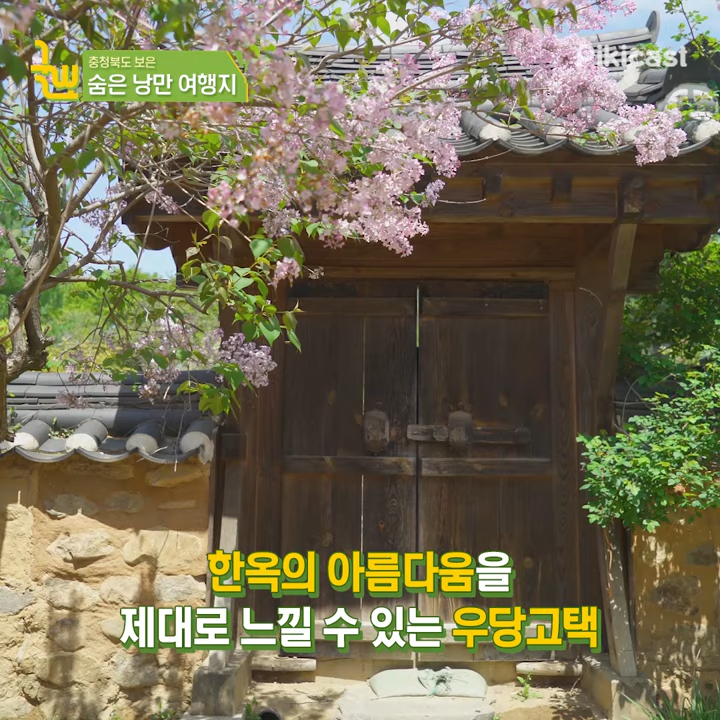 충청북도 보은
숨은 낭만 여행지
Pikicast
한옥의 아름다움을
제대로 느낄 수 있는 우당고택